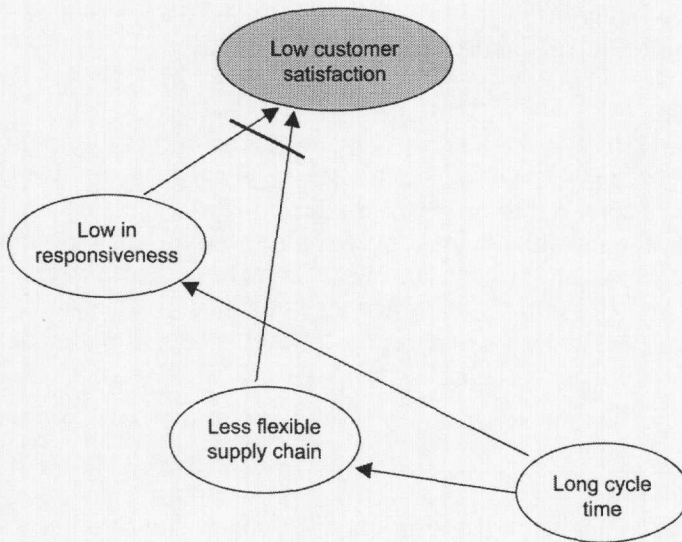 Low customer
satisfaction
Low in
responsiveness
Less flexible
supply chain
Long cycle
time